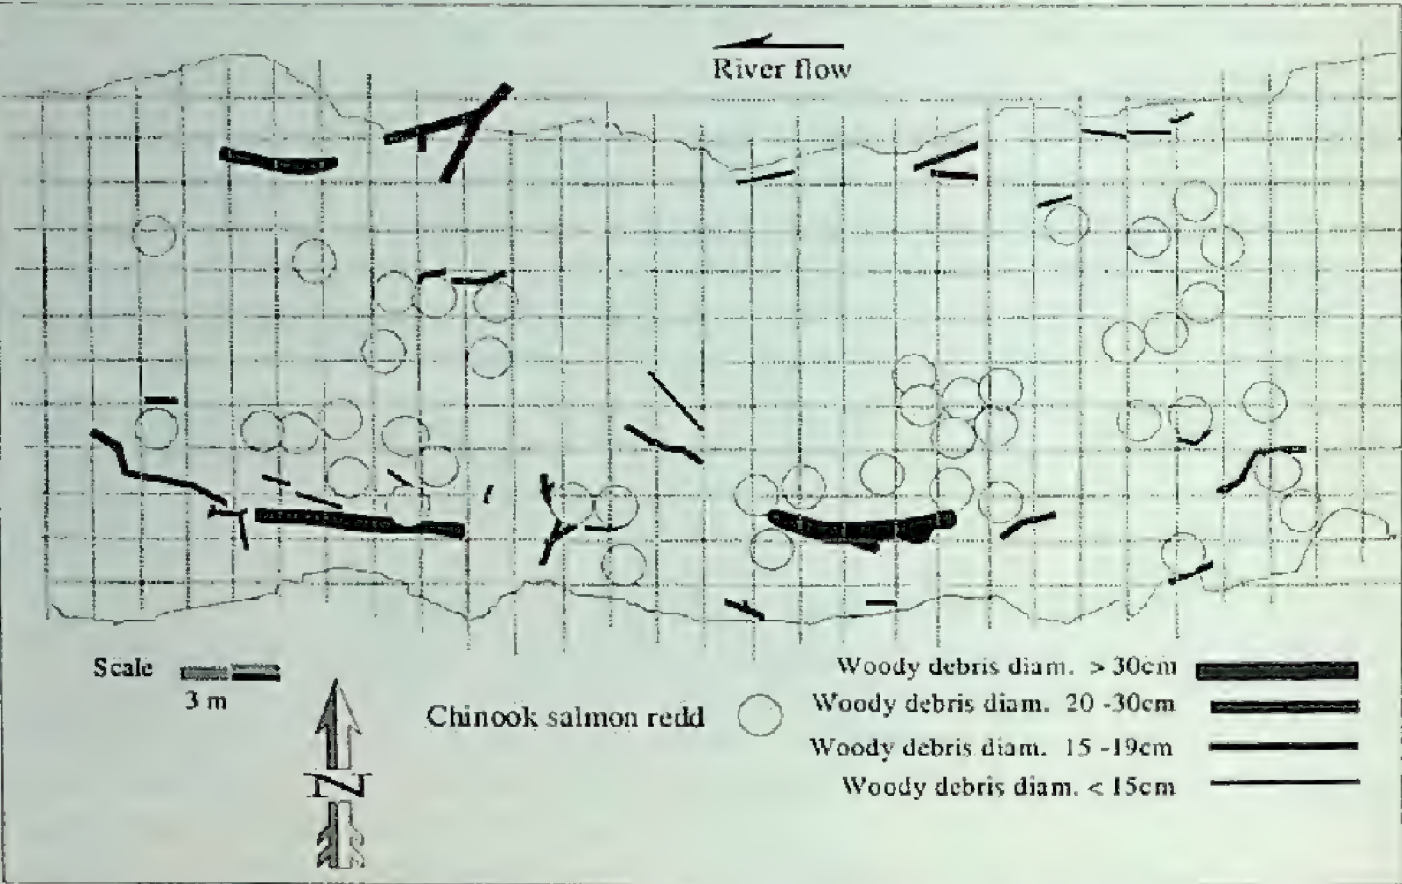 River flow
Scale
3 m
N
Chinook salmon redd
Woody debris diam. > 30cm
Woody debris diam. 20 -30cm
Woody debris diam. 15 -19cm
Woody debris diam. < 15cm